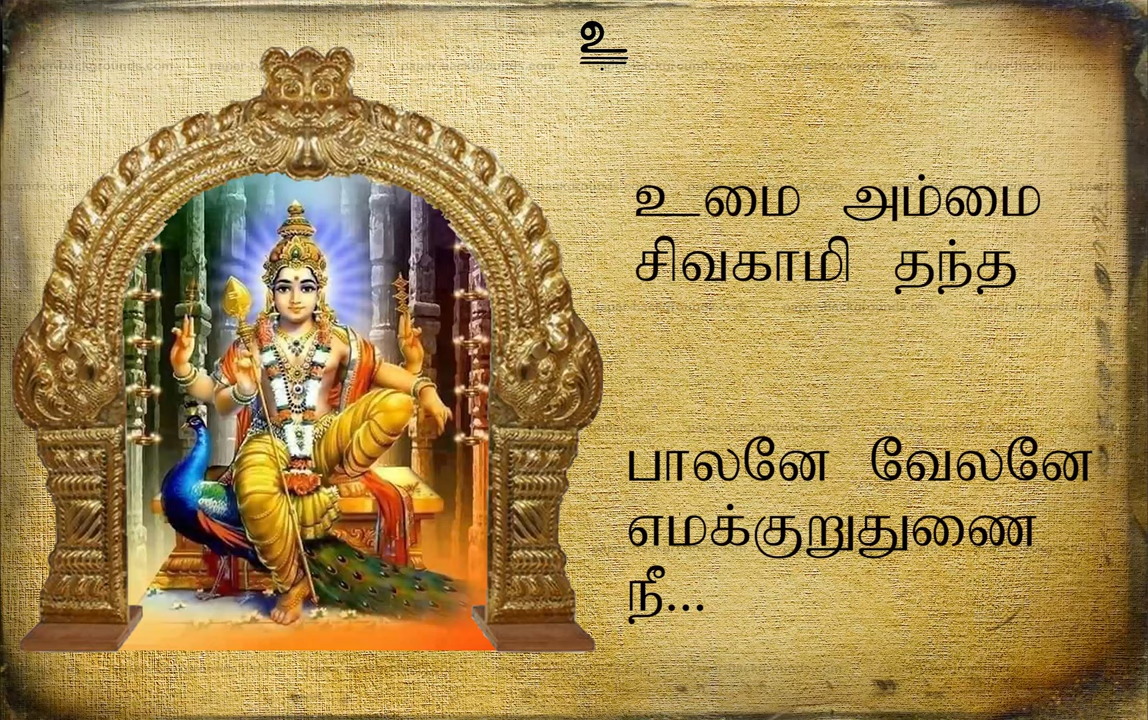 உ
உமை அம்மை
சிவகாமி தந்த
பாலனே வேலனே
எமக்குறுதுணை
நீ...